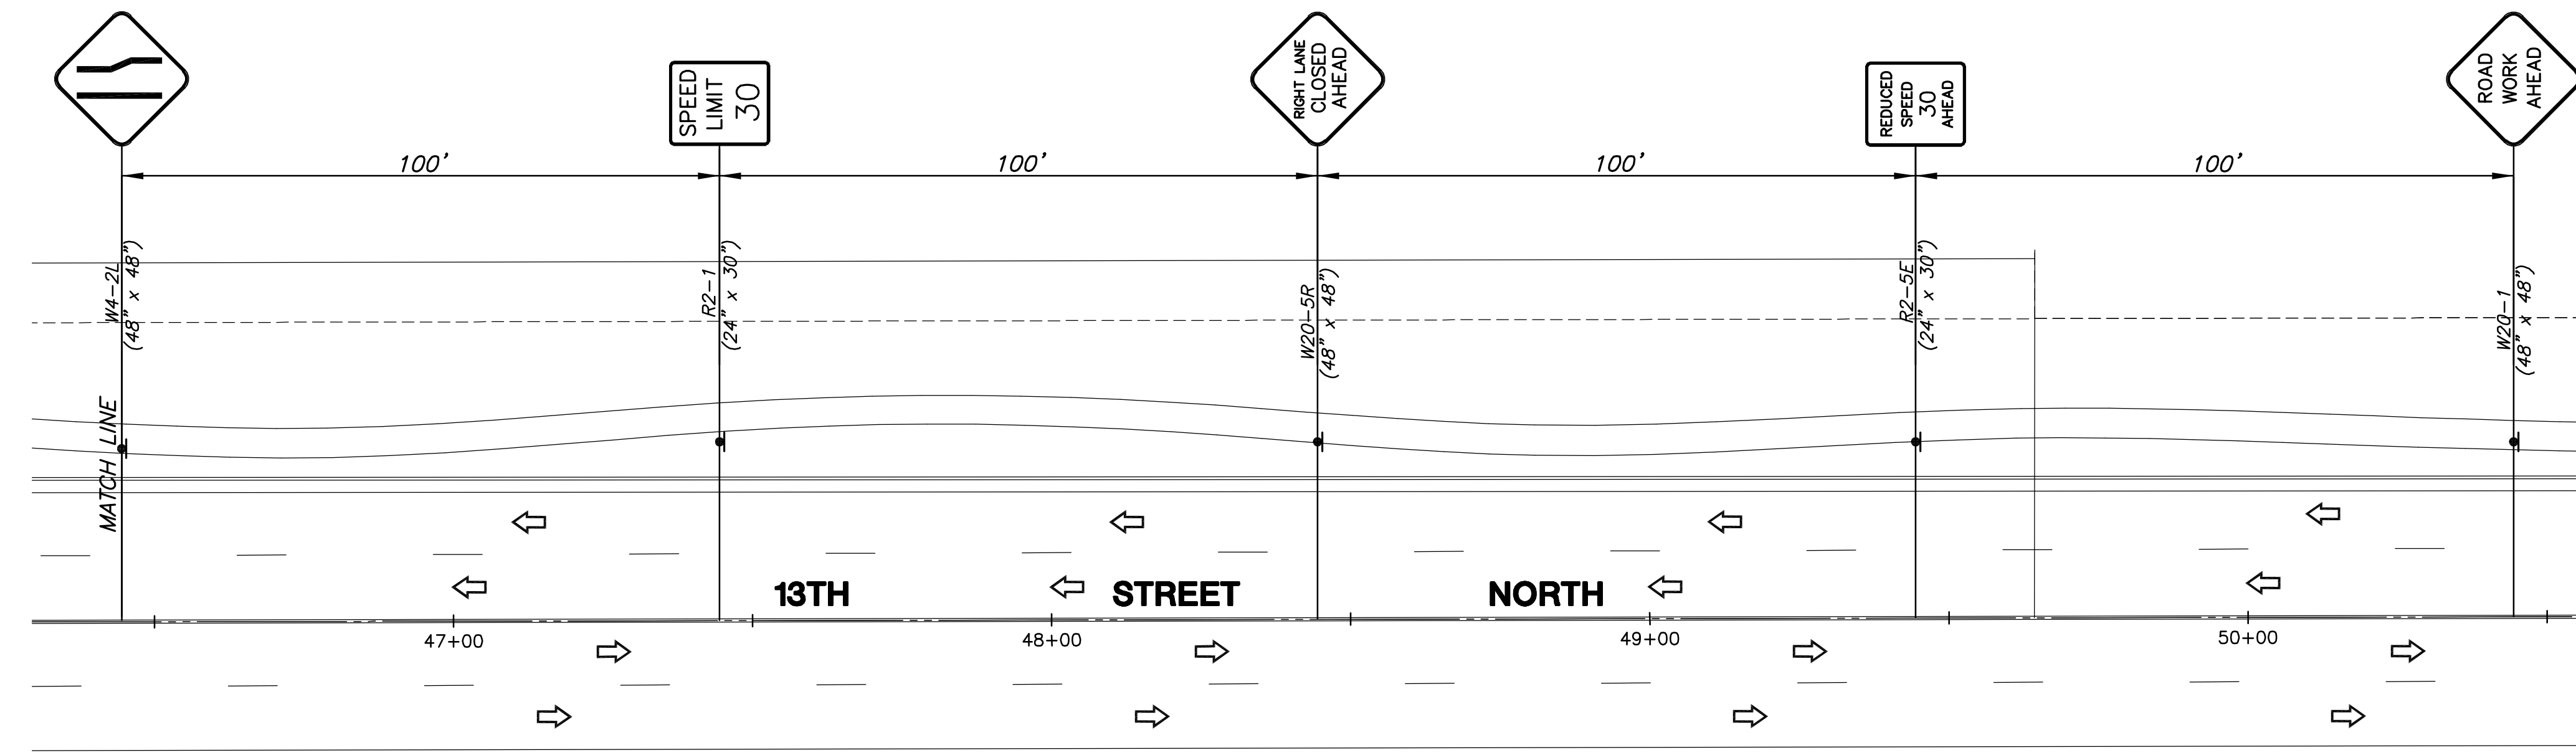 SPEED
LIMIT
30
RIGHT LANE
CLOSED
AHEAD
REDUCED
SPEED
30
AHEAD
ROAD
WORK
AHEAD
100'
100'
100'
100'
W4-2L
(48" x 48")
R2-1
(24" x 30")
W20-5R
(48" x 48")
R2-5E
(24" x 30")
W20-1
(48" x 48")
MATCH LINE
13TH STREET NORTH
47+00
48+00
49+00
50+00